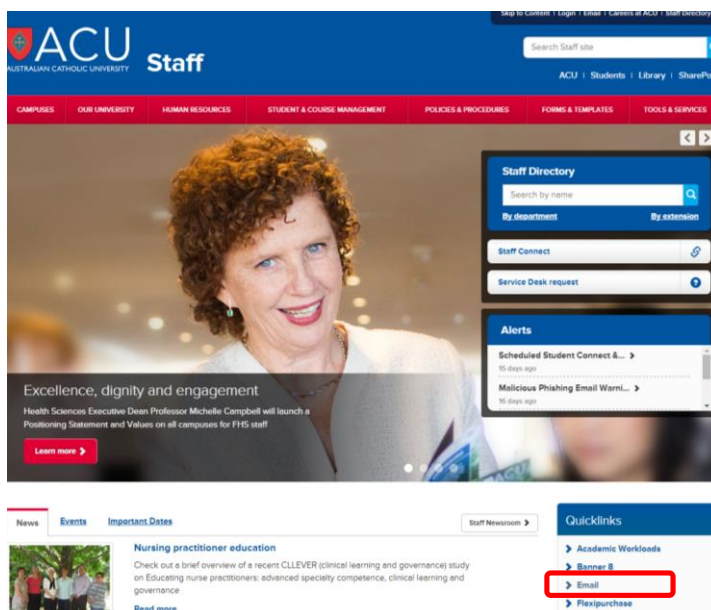 Skip to Content | Login | Email | Careers at ACU | Staff Directory
ACU
AUSTRALIAN CATHOLIC UNIVERSITY
Staff
Search Staff site
ACU | Students | Library |
CAMPUSES OUR UNIVERSITY HUMAN RESOURCES STUDENT & COURSE MANAGEMENT POLICIES & PROCEDURES FORMS & TEMPLATES TOOLS & SERVICES
Staff Directory
Search by name
By department By extension
Staff Connect
Service Desk request
Alerts
Scheduled Student Connect &...
15 days ago
Malicious Phishing Email Warni...
16 days ago
Excellence, dignity and engagement
Health Sciences Executive Dean Professor Michelle Campbell will launch a
Positioning Statement and Values on all campuses for FHS staff
Learn more
ACU
News Events Important Dates
Staff Newsroom
Quicklinks
Nursing practitioner education
Check out a brief overview of a recent CLLEVER (clinical learning and governance) study
on Educating nurse practitioners: advanced specialty competence, clinical learning and
governance
Read more
Academic Workloads
Banner 8
Email
Flexipurchase